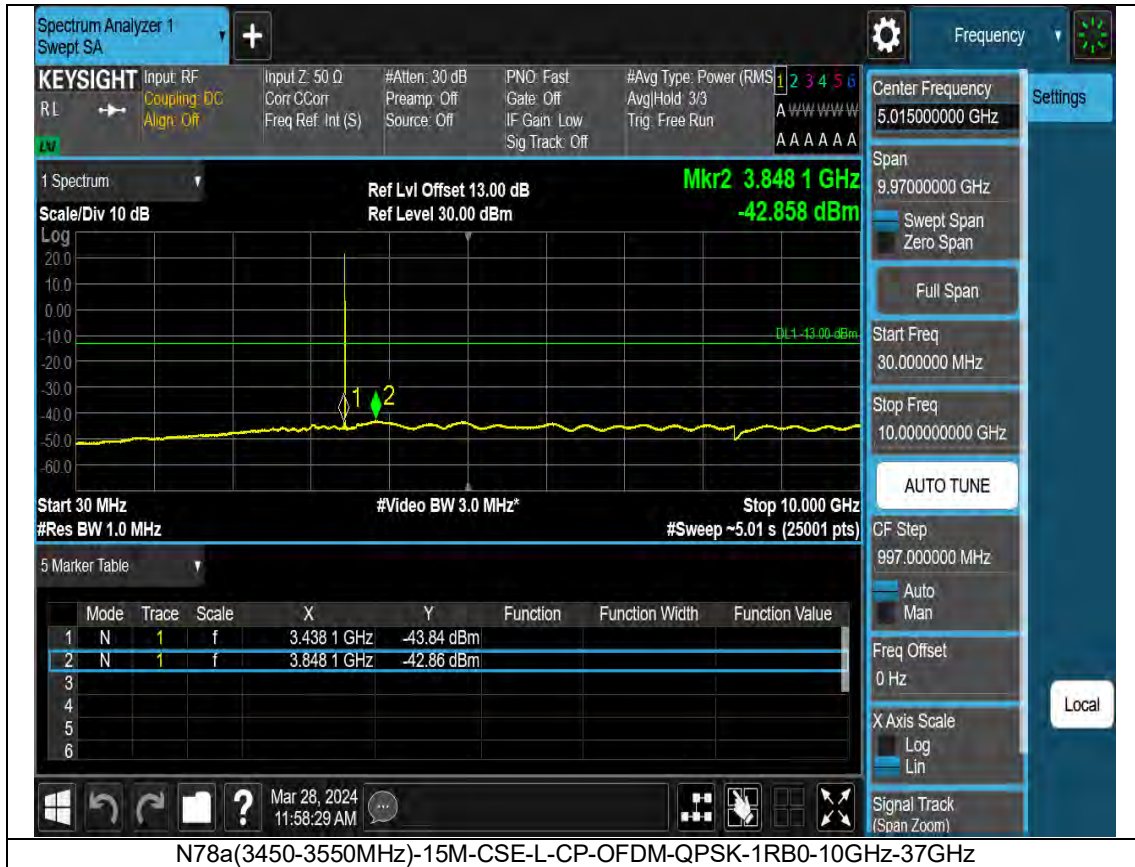 Spectrum Analyzer 1
Swept SA
+
Frequency
KEYSIGHT
RL
Input: RF
Coupling: DC
Align: Off
Input Z: 50 Ω
Corr CCorr
Freq Ref: Int (S)
#Atten: 30 dB
Preamp: Off
Source: Off
PNO: Fast
Gate: Off
IF Gain: Low
Sig Track: Off
#Avg Type: Power (RMS
Avg|Hold: 3/3
Trig: Free Run
1 2 3 4 5 6
A W W W W W
A A A A A A
Center Frequency
5.015000000 GHz
Settings
1 Spectrum
Scale/Div 10 dB
Ref Lvl Offset 13.00 dB
Ref Level 30.00 dBm
Mkr2 3.848 1 GHz
-42.858 dBm
Log
20.0
10.0
0.00
-10.0
-20.0
-30.0
-40.0
-50.0
-60.0
DL1 -13.00 dBm
1
2
Start 30 MHz
#Video BW 3.0 MHz*
Stop 10.000 GHz
#Res BW 1.0 MHz
#Sweep ~5.01 s (25001 pts)
Span
9.97000000 GHz
Swept Span
Zero Span
Full Span
Start Freq
30.000000 MHz
Stop Freq
10.000000000 GHz
AUTO TUNE
CF Step
997.000000 MHz
Auto
Man
Freq Offset
0 Hz
X Axis Scale
Log
Lin
Signal Track
(Span Zoom)
Local
5 Marker Table
Mode Trace Scale X Y Function Function Width Function Value
1 N 1 f 3.438 1 GHz -43.84 dBm
2 N 1 f 3.848 1 GHz -42.86 dBm
3
4
5
6
?
Mar 28, 2024
11:58:29 AM
N78a(3450-3550MHz)-15M-CSE-L-CP-OFDM-QPSK-1RB0-10GHz-37GHz